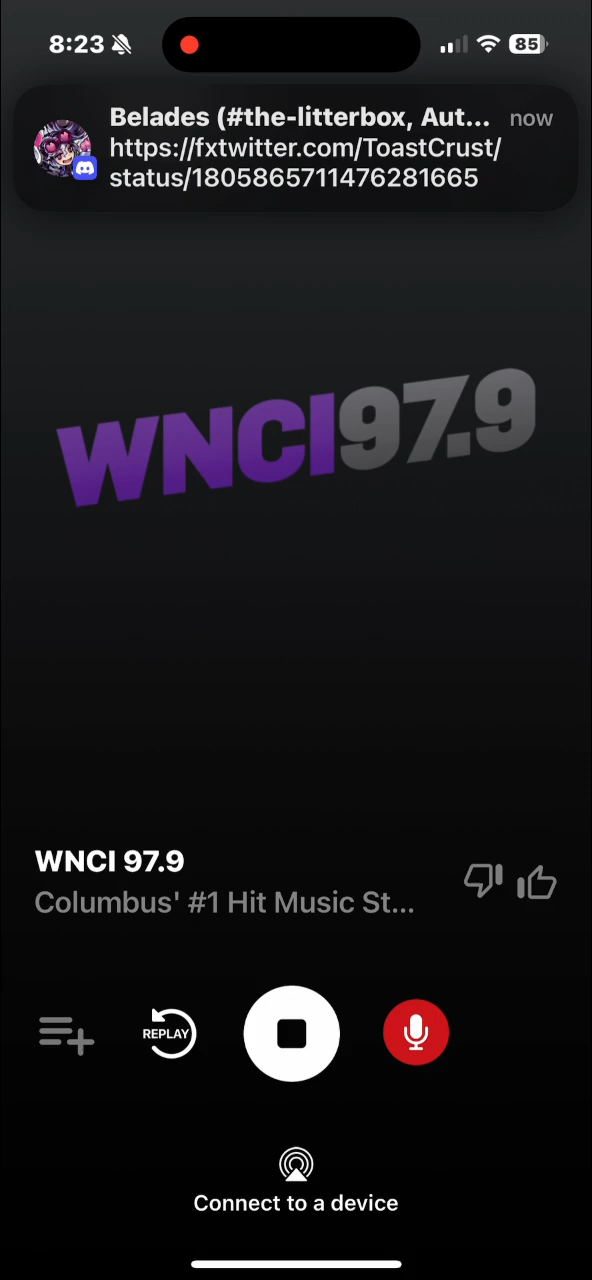 8:23
85
Belades (#the-litterbox, Aut... now
https://fxtwitter.com/ToastCrust/
status/1805865711476281665
WNCI97.9
WNCI 97.9
Columbus' #1 Hit Music St...
REPLAY
Connect to a device